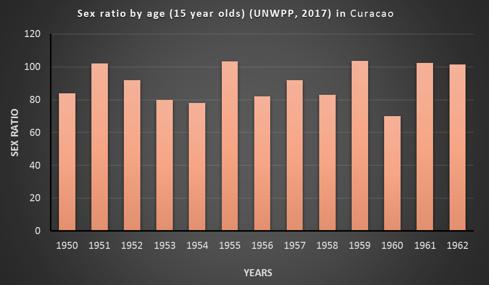 Sex ratio by age (15 year olds) (UNWPP, 2017) in Curacao
120
100
80
60
40
20
0
SEX RATIO
1950 1951 1952 1953 1954 1955 1956 1957 1958 1959 1960 1961 1962
YEARS